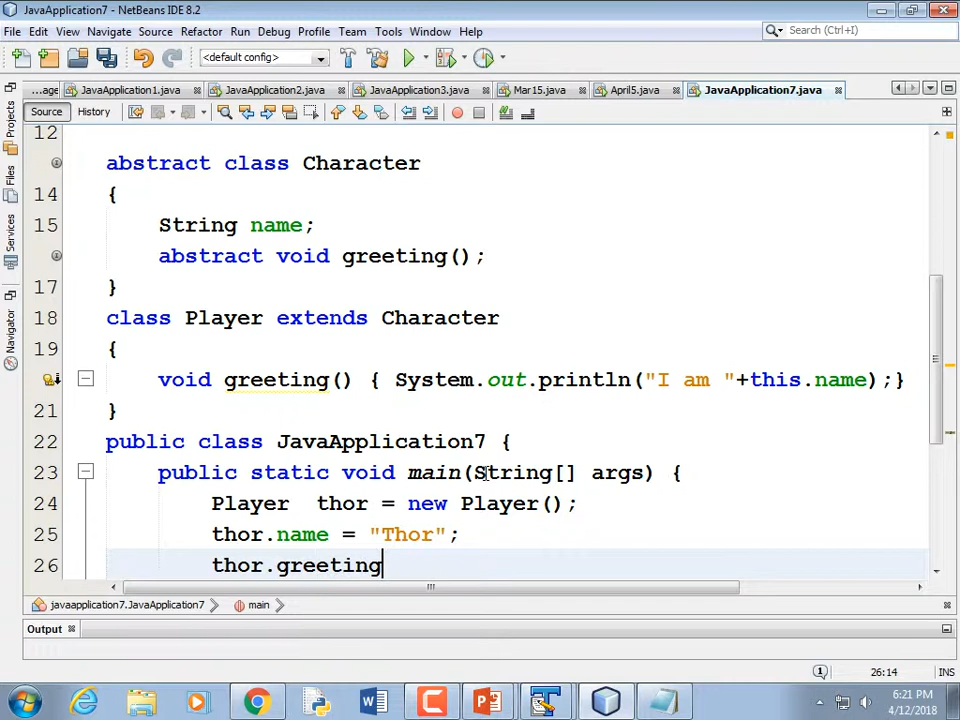 JavaApplication7 - NetBeans IDE 8.2
File Edit View Navigate Source Refactor Run Debug Profile Team Tools Window Help
Search (Ctrl+I)
<default config>
...age JavaApplication1.java JavaApplication2.java JavaApplication3.java Mar15.java April5.java JavaApplication7.java
Source History
Projects
Files
Services
Navigator
12
abstract class Character
14 {
15 String name;
abstract void greeting();
17 }
18 class Player extends Character
19 {
void greeting() { System.out.println("I am "+this.name);}
21 }
22 public class JavaApplication7 {
23 public static void main(String[] args) {
24 Player thor = new Player();
25 thor.name = "Thor";
26 thor.greeting
javaapplication7.JavaApplication7 main
Output
1 26:14 INS
6:21 PM
4/12/2018